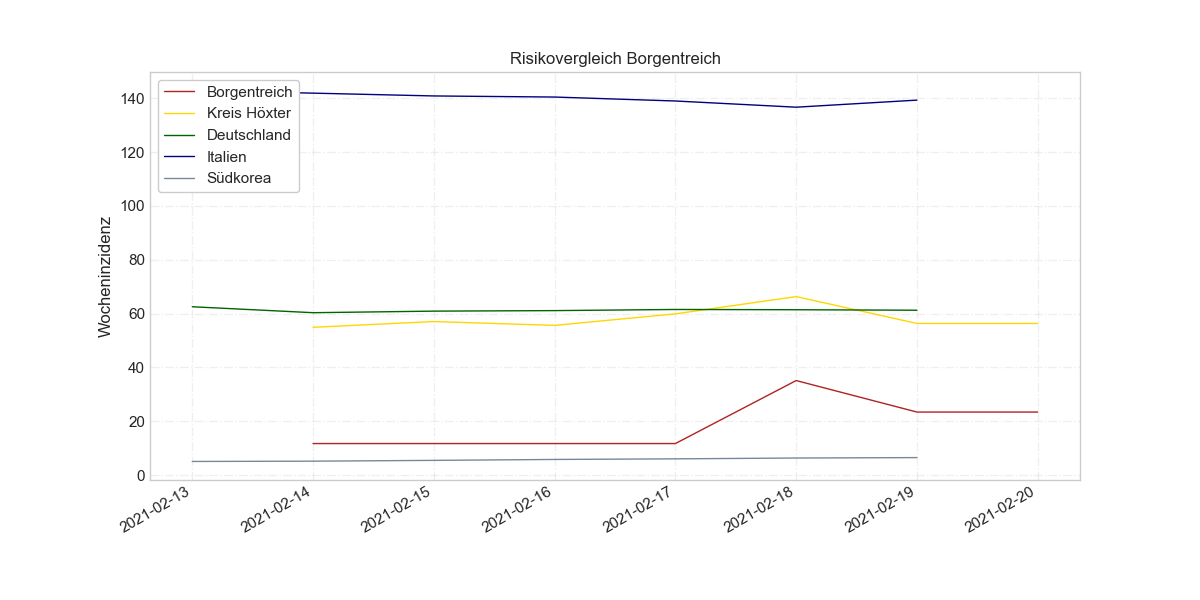 Risikovergleich Borgentreich
Wocheninzidenz
140
120
100
80
60
40
20
0
Borgentreich
Kreis Höxter
Deutschland
Italien
Südkorea
2021-02-13
2021-02-14
2021-02-15
2021-02-16
2021-02-17
2021-02-18
2021-02-19
2021-02-20